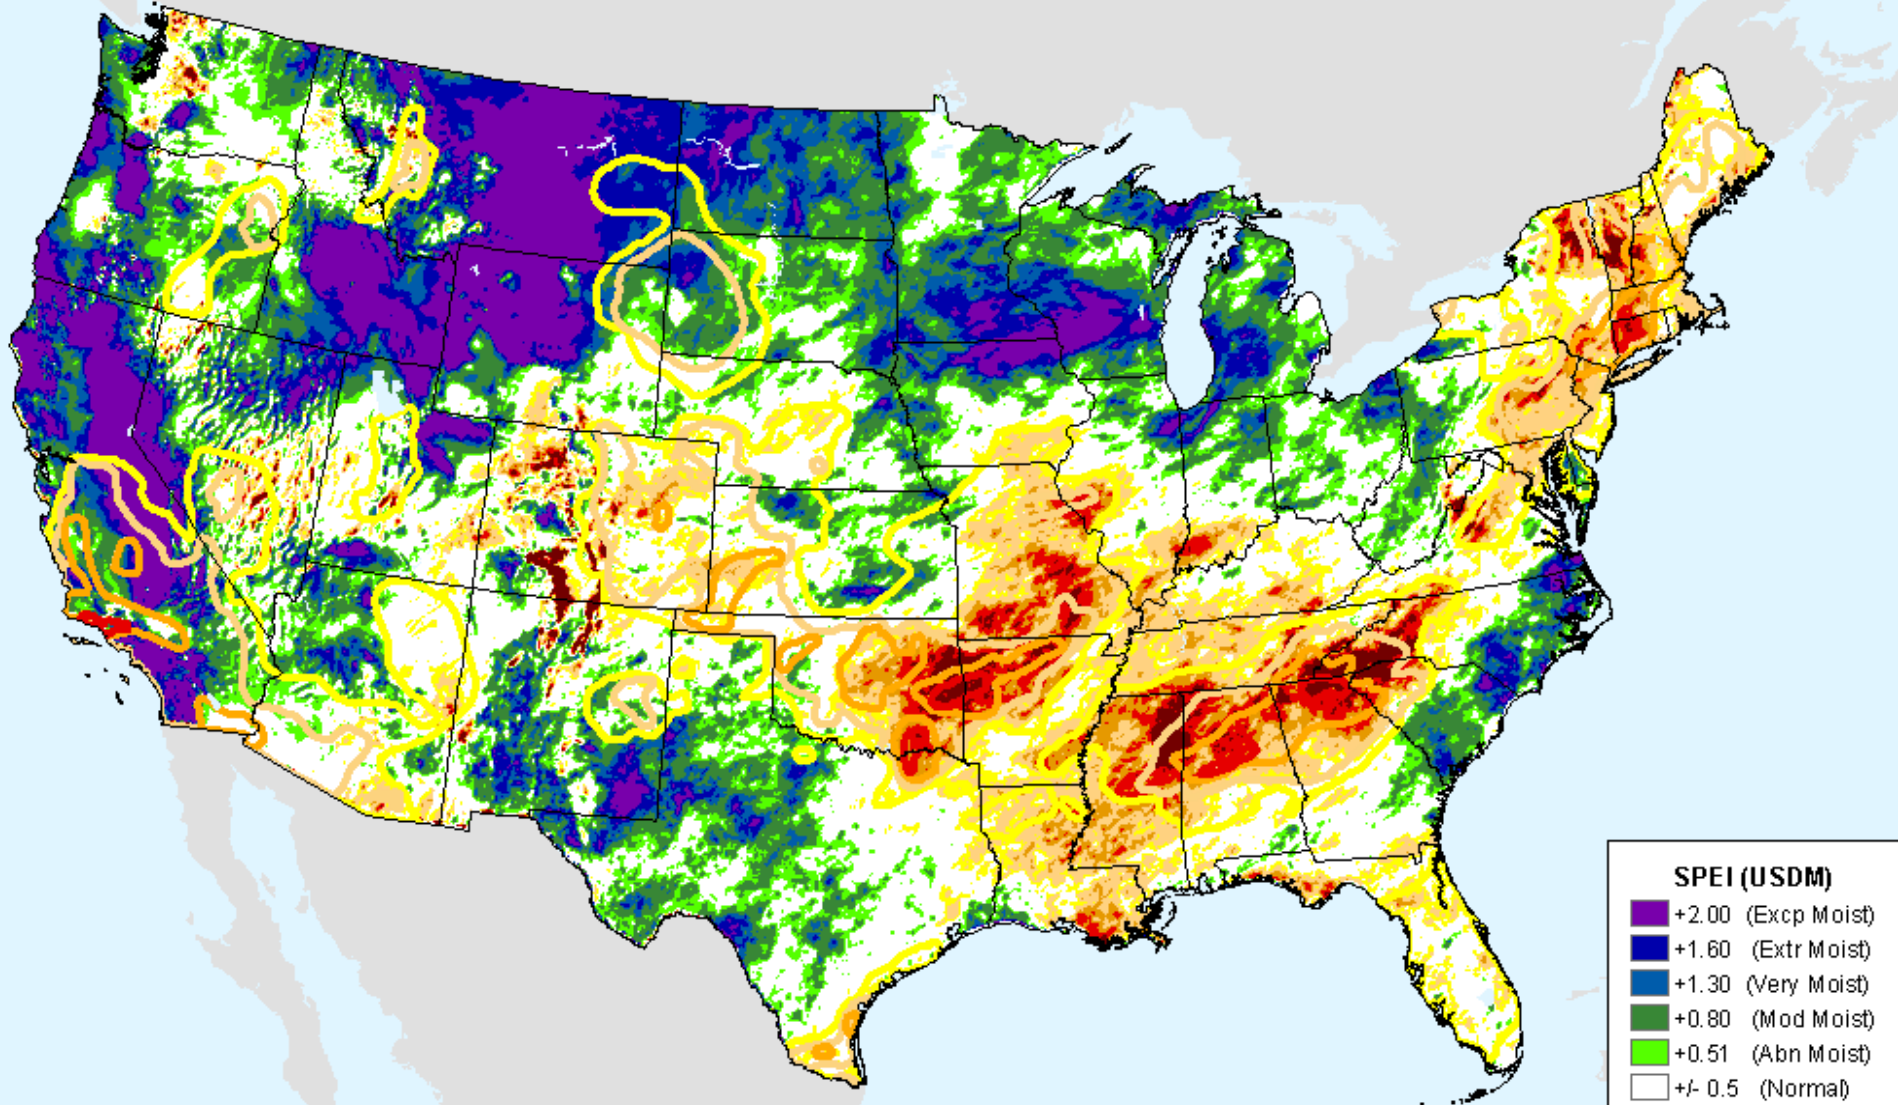 SPEI (USDM)
+2.00 (Excp Moist)
+1.60 (Extr Moist)
+1.30 (Very Moist)
+0.80 (Mod Moist)
+0.51 (Abn Moist)
+/- 0.5 (Normal)